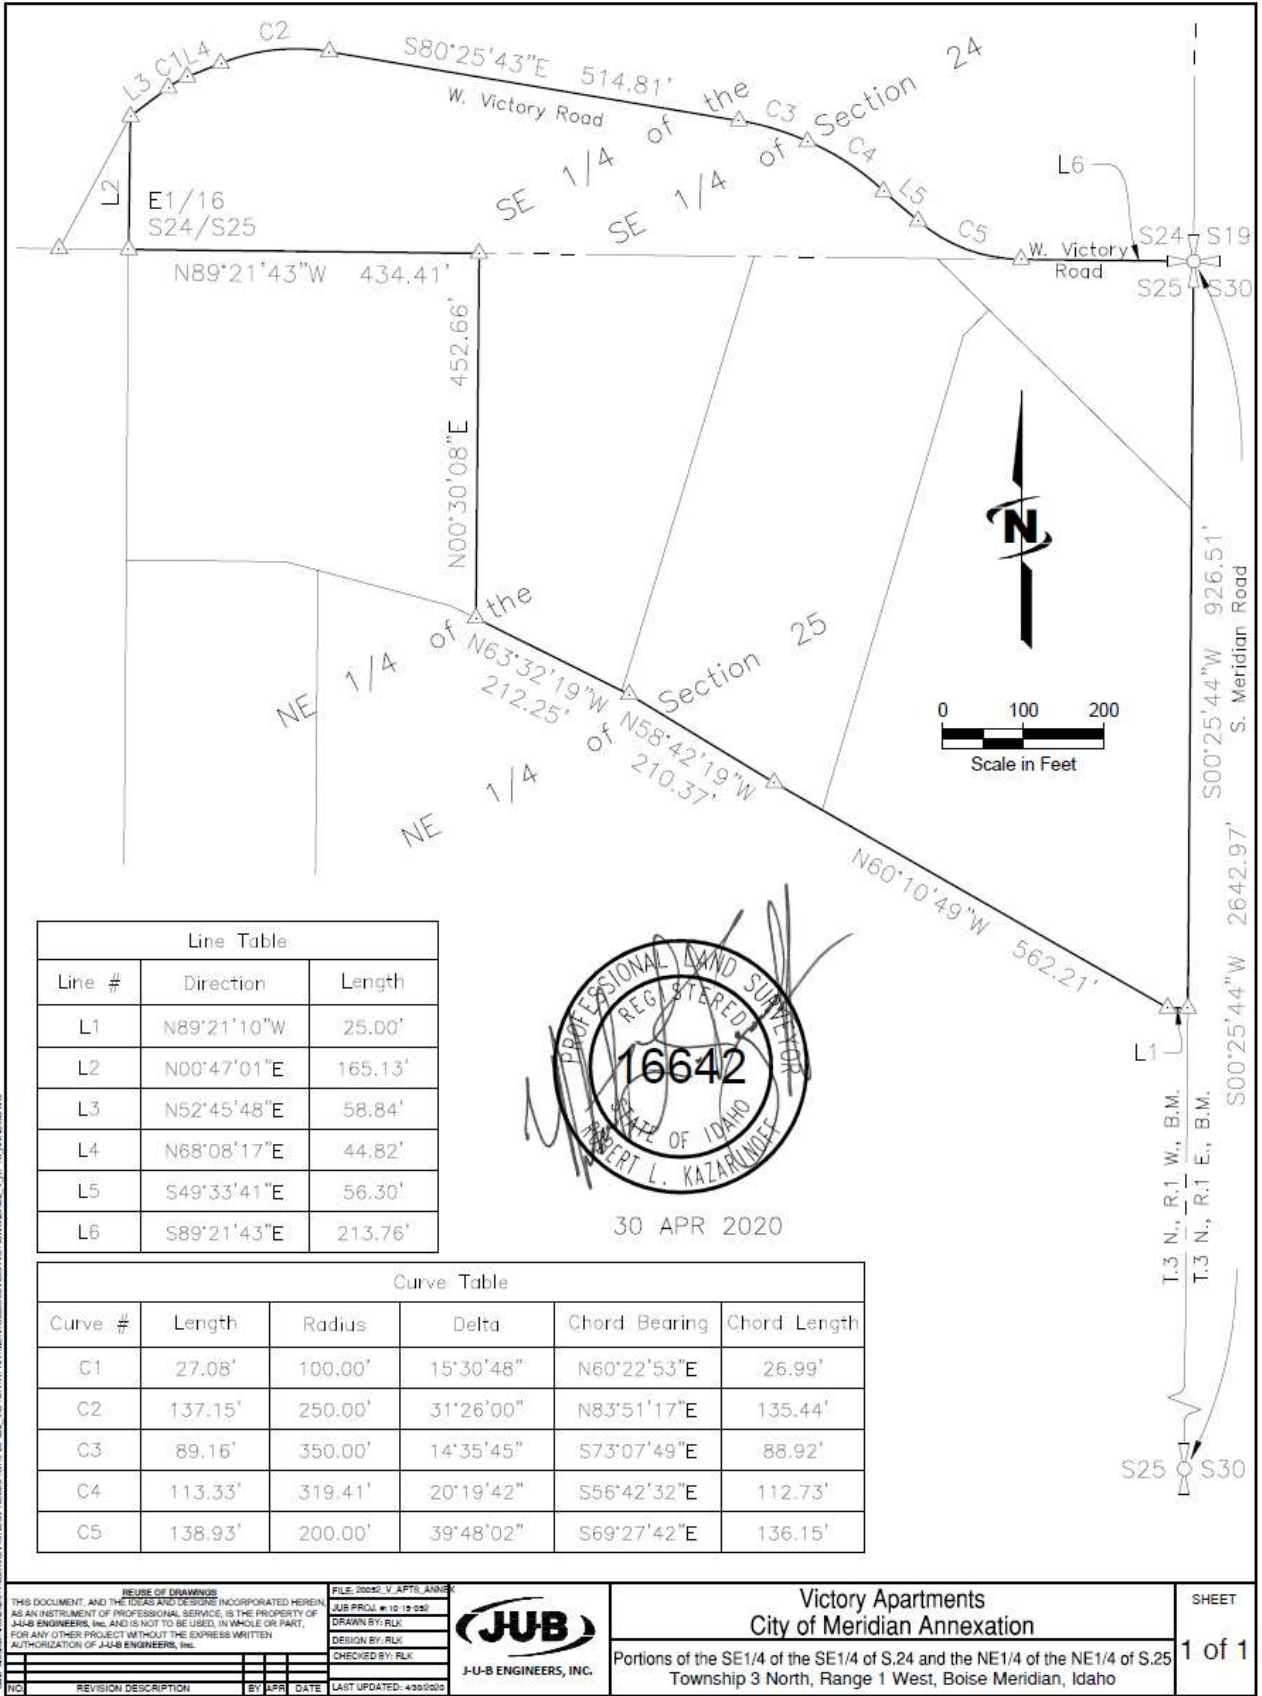 C2
L3 C1 L4
S80°25'43"E 514.81'
W. Victory Road
C3
C4
L5
C5
SE 1/4 of the
SE 1/4 of Section 24
L6
L2
E1/16
S24/S25
N89°21'43"W 434.41'
W. Victory
Road
S24 S19
S25 S30
N00°30'08"E 452.66'
N
NE 1/4 of the
NE 1/4 of Section 25
N63°32'19"W
212.25'
N58°42'19"W
210.37'
N60°10'49"W 562.21'
0 100 200
Scale in Feet
S00°25'44"W 926.51'
S. Meridian Road
S00°25'44"W 2642.97'
L1
T.3 N., R.1 W., B.M.
T.3 N., R.1 E., B.M.
S25 S30
Line Table
Line # Direction Length
L1 N89°21'10"W 25.00'
L2 N00°47'01"E 165.13'
L3 N52°45'48"E 58.84'
L4 N68°08'17"E 44.82'
L5 S49°33'41"E 56.30'
L6 S89°21'43"E 213.76'
PROFESSIONAL LAND SURVEYOR
REGISTERED
16642
STATE OF IDAHO
ROBERT L. KAZARINOFF
30 APR 2020
Curve Table
Curve # Length Radius Delta Chord Bearing Chord Length
C1 27.08' 100.00' 15°30'48" N60°22'53"E 26.99'
C2 137.15' 250.00' 31°26'00" N83°51'17"E 135.44'
C3 89.16' 350.00' 14°35'45" S73°07'49"E 88.92'
C4 113.33' 319.41' 20°19'42" S56°42'32"E 112.73'
C5 138.93' 200.00' 39°48'02" S69°27'42"E 136.15'
REUSE OF DRAWINGS
THIS DOCUMENT, AND THE IDEAS AND DESIGNS INCORPORATED HEREIN,
AS AN INSTRUMENT OF PROFESSIONAL SERVICE, IS THE PROPERTY OF
J-U-B ENGINEERS, Inc. AND IS NOT TO BE USED, IN WHOLE OR PART,
FOR ANY OTHER PROJECT WITHOUT THE EXPRESS WRITTEN
AUTHORIZATION OF J-U-B ENGINEERS, Inc.
NO. REVISION DESCRIPTION BY APR DATE
FILE: 20052_V_APTS_ANNEX
JUB PROJ. #: 10-19-092
DRAWN BY: RLK
DESIGN BY: RLK
CHECKED BY: RLK
LAST UPDATED: 4/30/2020
JUB
J-U-B ENGINEERS, INC.
Victory Apartments
City of Meridian Annexation
Portions of the SE1/4 of the SE1/4 of S.24 and the NE1/4 of the NE1/4 of S.25
Township 3 North, Range 1 West, Boise Meridian, Idaho
SHEET
1 of 1